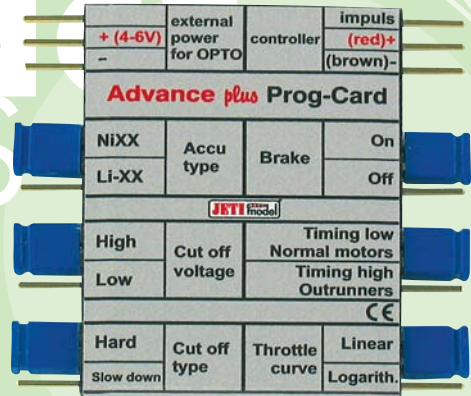 + (4-6V)
–
external
power
for OPTO
controller
impuls
(red)+
(brown)-
Advance plus Prog-Card
NiXX
Li-XX
Accu
type
Brake
On
Off
JETI model
High
Low
Cut off
voltage
Timing low
Normal motors
Timing high
Outrunners
CE
Hard
Slow down
Cut off
type
Throttle
curve
Linear
Logarith.